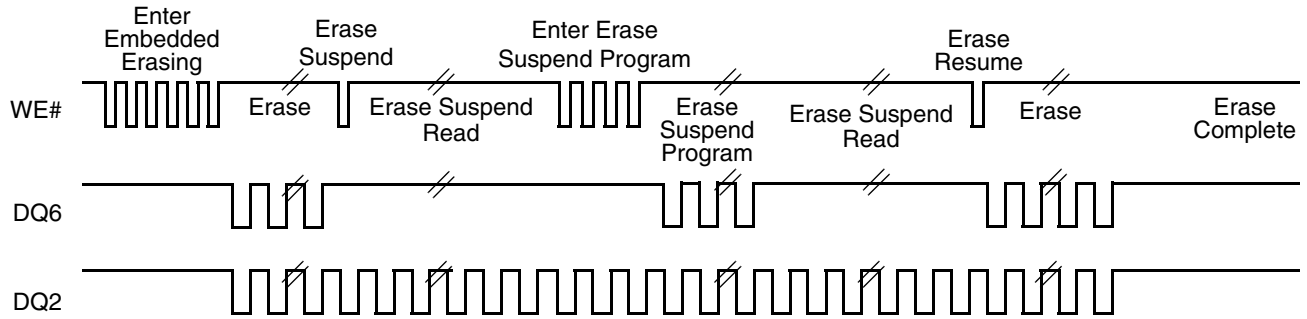 Enter
Embedded
Erasing
Erase
Suspend
Enter Erase
Suspend Program
Erase
Resume
WE#
Erase
Erase Suspend
Read
Erase
Suspend
Program
Erase Suspend
Read
Erase
Erase
Complete
DQ6
DQ2